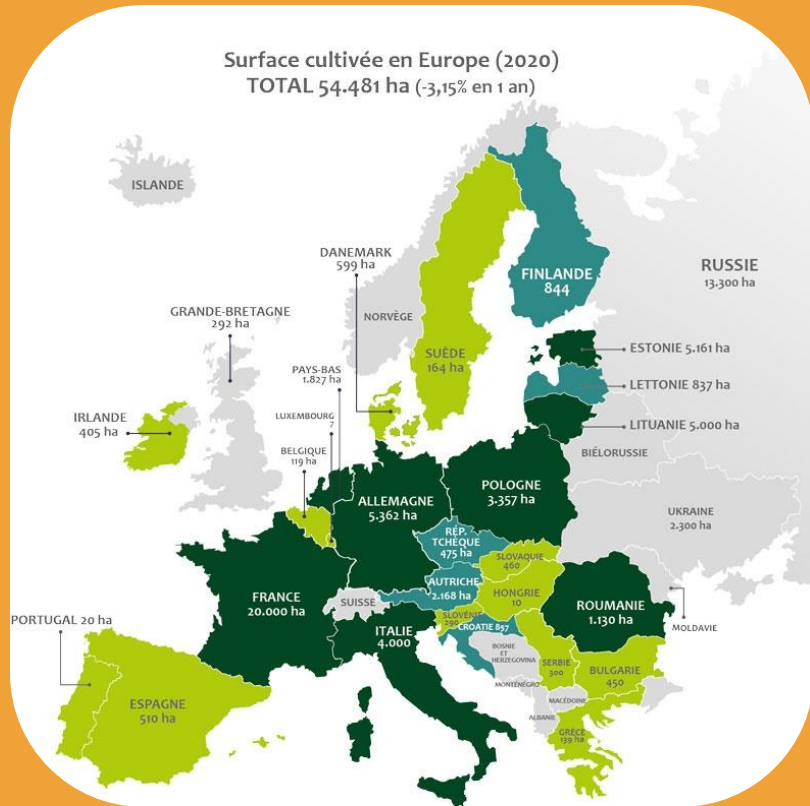 Surface cultivée en Europe (2020)
TOTAL 54.481 ha (-3,15% en 1 an)
ISLANDE
DANEMARK
599 ha
FINLANDE
844
RUSSIE
13.300 ha
GRANDE-BRETAGNE
292 ha
NORVÈGE
SUÈDE
164 ha
ESTONIE 5.161 ha
PAYS-BAS
1.827 ha
LETTONIE 837 ha
IRLANDE
405 ha
LUXEMBOURG
7
LITUANIE 5.000 ha
BELGIQUE
119 ha
BIÉLORUSSIE
ALLEMAGNE
5.362 ha
POLOGNE
3.357 ha
UKRAINE
2.300 ha
RÉP.
TCHÈQUE
475 ha
SLOVAQUIE
460
AUTRICHE
2.168 ha
HONGRIE
10
FRANCE
20.000 ha
SUISSE
ROUMANIE
1.130 ha
MOLDAVIE
PORTUGAL 20 ha
ITALIE
4.000
SLOVÉNIE
290
CROATIE 857
BOSNIE
ET
HERZEGOVINA
SERBIE
300
BULGARIE
450
ESPAGNE
510 ha
MONTÉNÉGRO
MACÉDOINE
ALBANIE
GRÈCE
139 ha